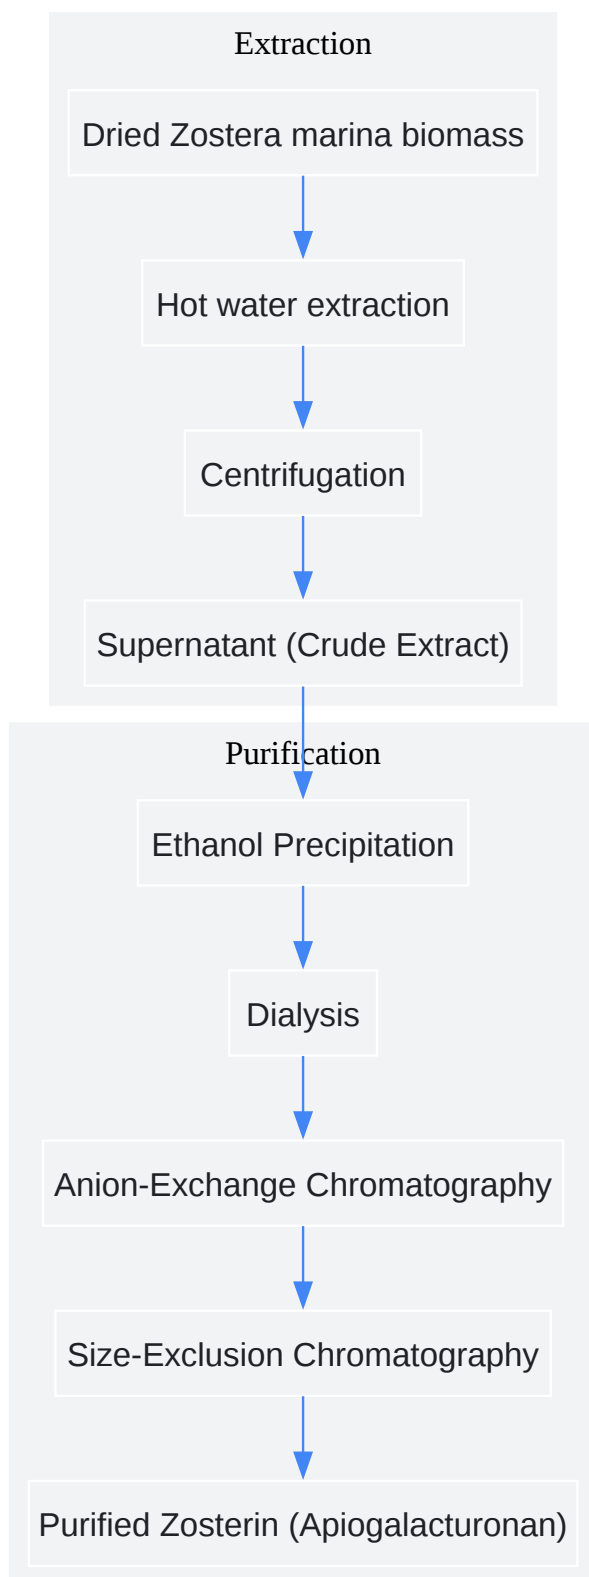 Extraction
Dried Zostera marina biomass
Hot water extraction
Centrifugation
Supernatant (Crude Extract)
Purification
Ethanol Precipitation
Dialysis
Anion-Exchange Chromatography
Size-Exclusion Chromatography
Purified Zosterin (Apiogalacturonan)